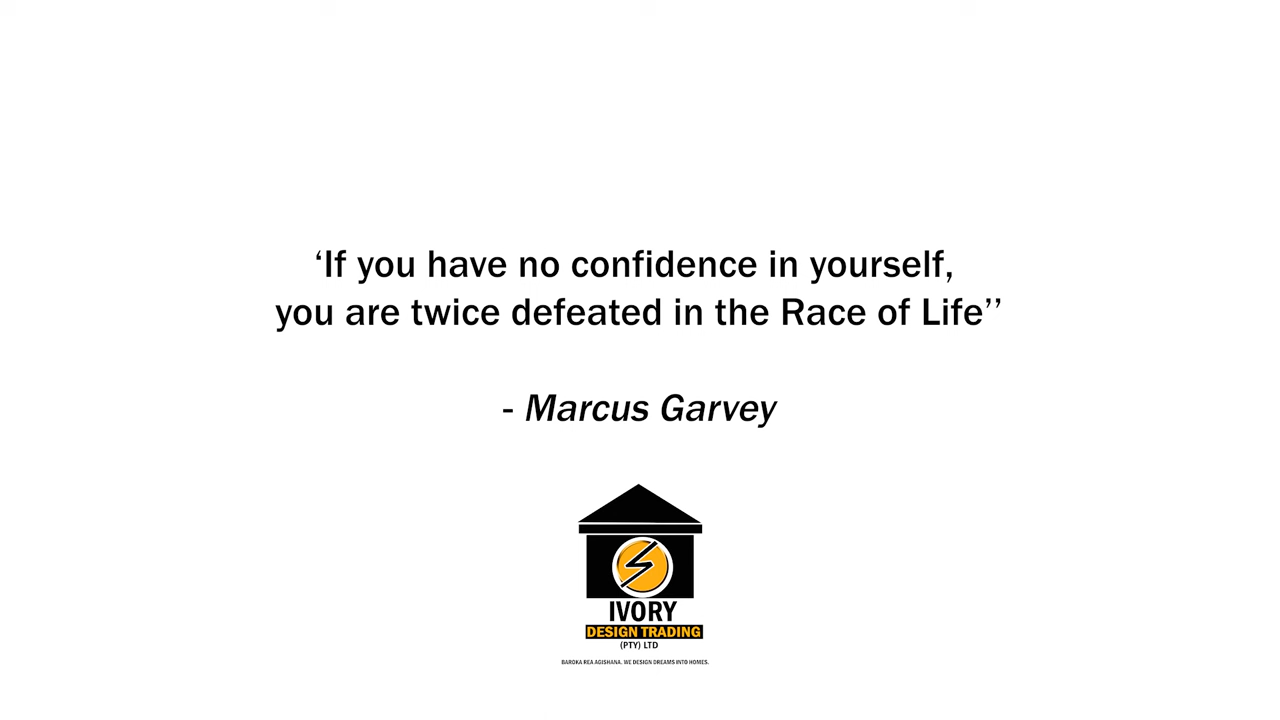 ‘If you have no confidence in yourself,
you are twice defeated in the Race of Life’’
- Marcus Garvey
IVORY
DESIGN TRADING
(PTY) LTD
BAROKA REA AGISHANA. WE DESIGN DREAMS INTO HOMES.